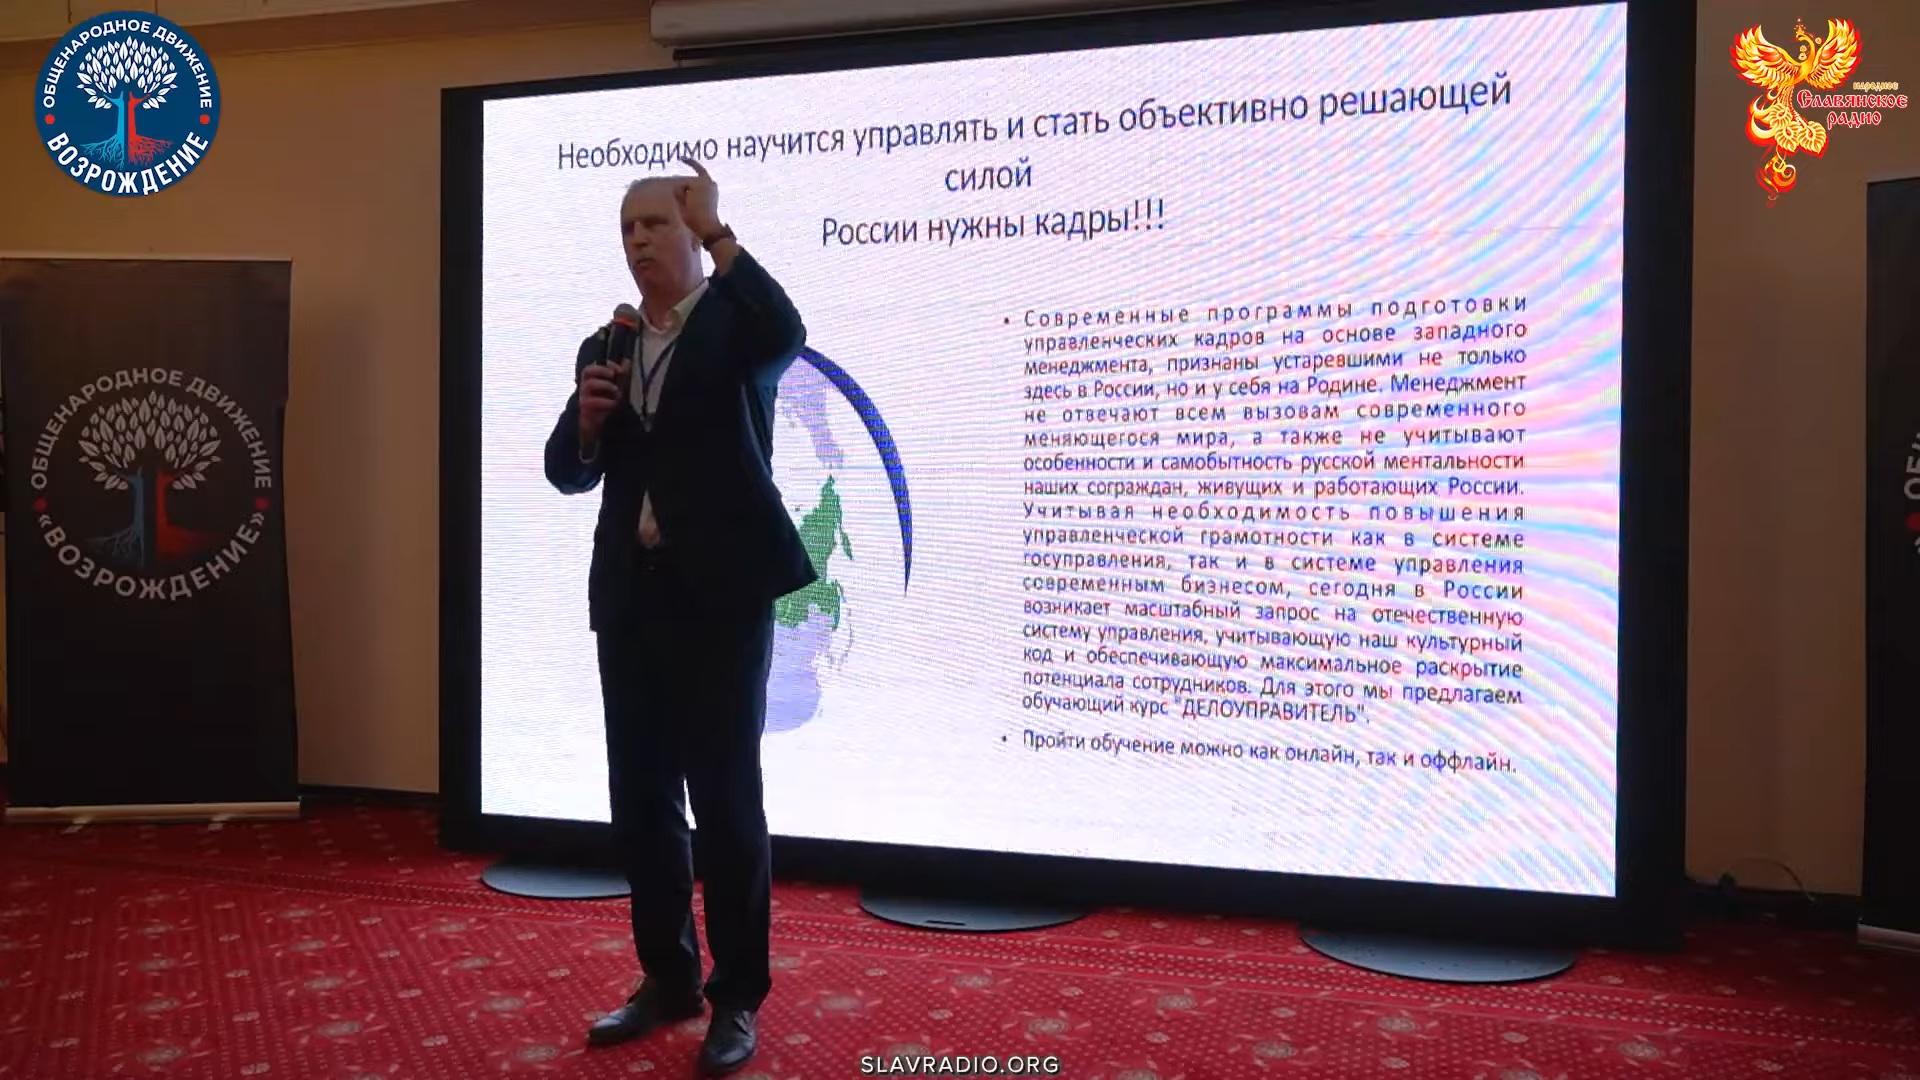 ОБЩЕНАРОДНОЕ ДВИЖЕНИЕ
ВОЗРОЖДЕНИЕ
народное
Славянское
радио
Необходимо научится управлять и стать объективно решающей
силой
России нужны кадры!!!
• Современные программы подготовки
управленческих кадров на основе западного
менеджмента, признаны устаревшими не только
здесь в России, но и у себя на Родине. Менеджмент
не отвечают всем вызовам современного
меняющегося мира, а также не учитывают
особенности и самобытность русской ментальности
наших сограждан, живущих и работающих России.
Учитывая необходимость повышения
управленческой грамотности как в системе
госуправления, так и в системе управления
современным бизнесом, сегодня в России
возникает масштабный запрос на отечественную
систему управления, учитывающую наш культурный
код и обеспечивающую максимальное раскрытие
потенциала сотрудников. Для этого мы предлагаем
обучающий курс "ДЕЛОУПРАВИТЕЛЬ".
• Пройти обучение можно как онлайн, так и оффлайн.
ОБЩЕНАРОДНОЕ ДВИЖЕНИЕ
«ВОЗРОЖДЕНИЕ»
SLAVRADIO.ORG